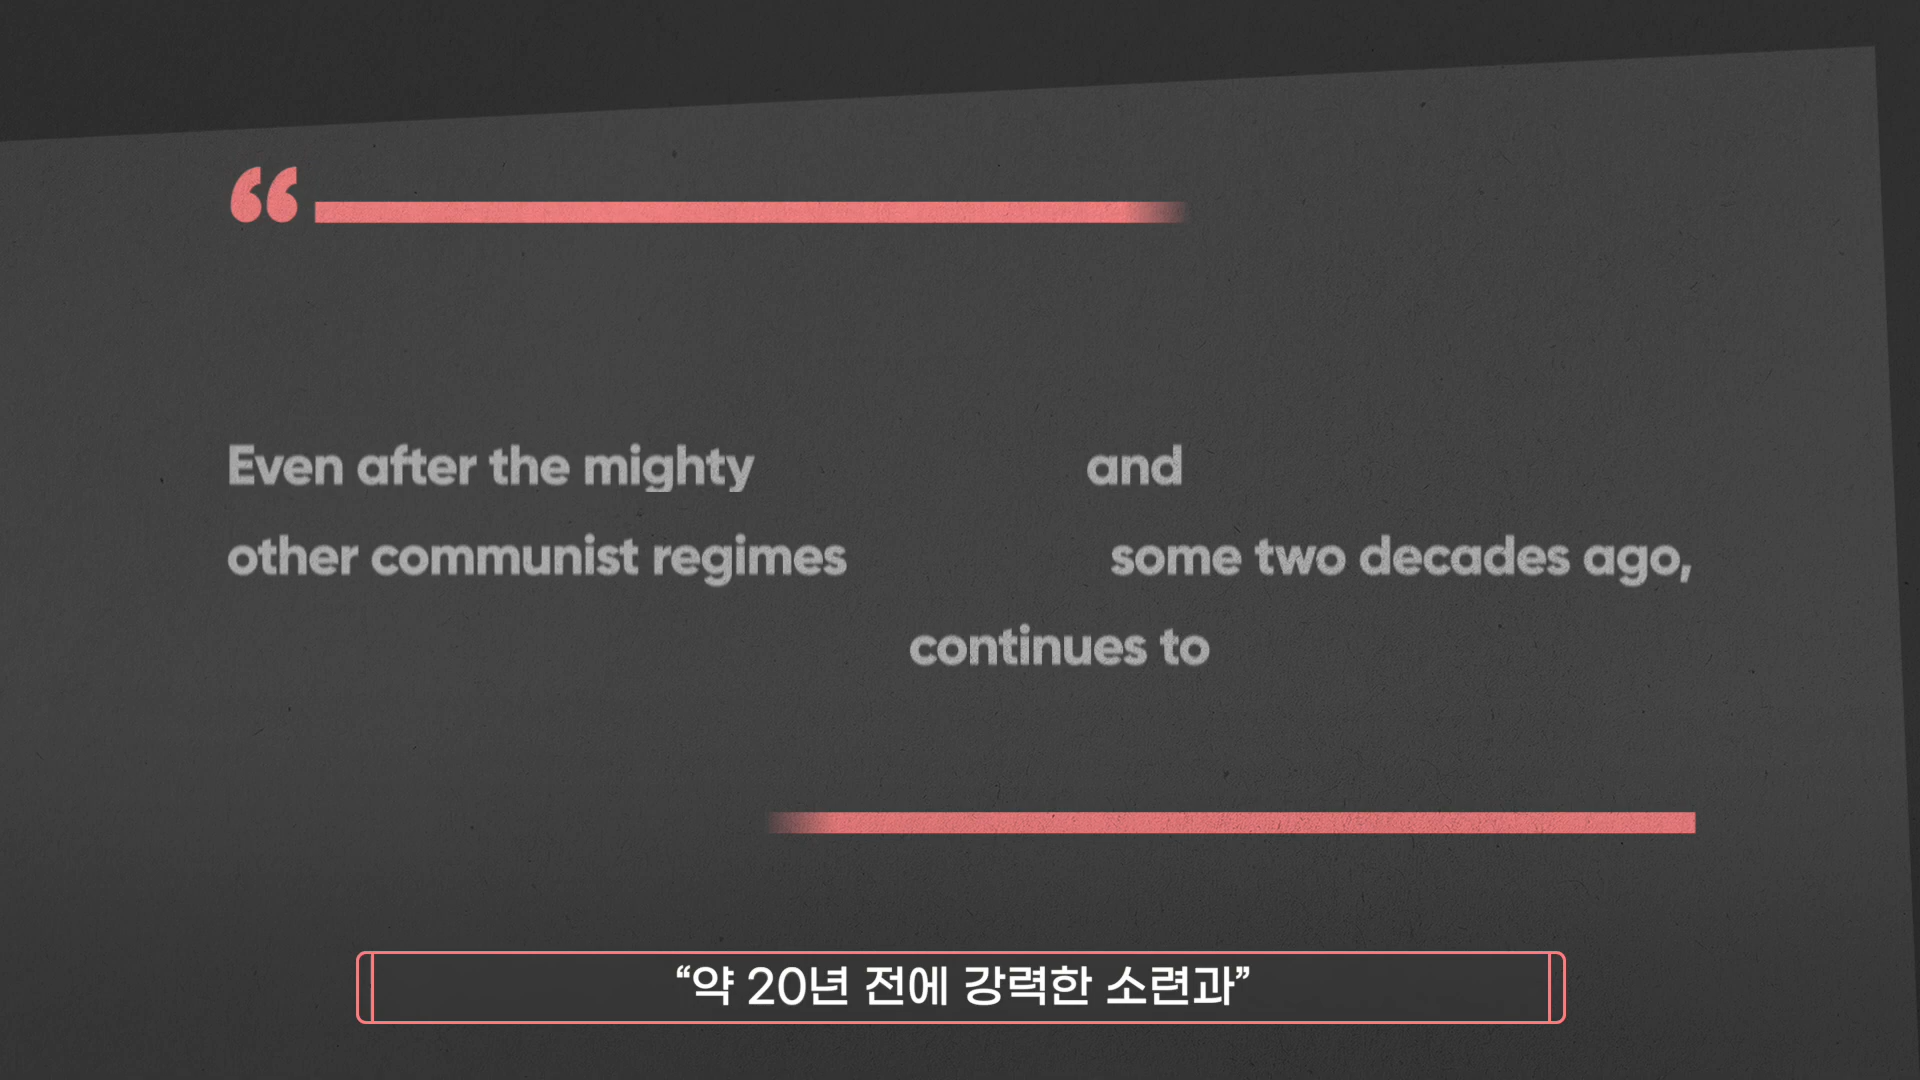 “
Even after the mighty and
other communist regimes some two decades ago,
continues to
“약 20년 전에 강력한 소련과”